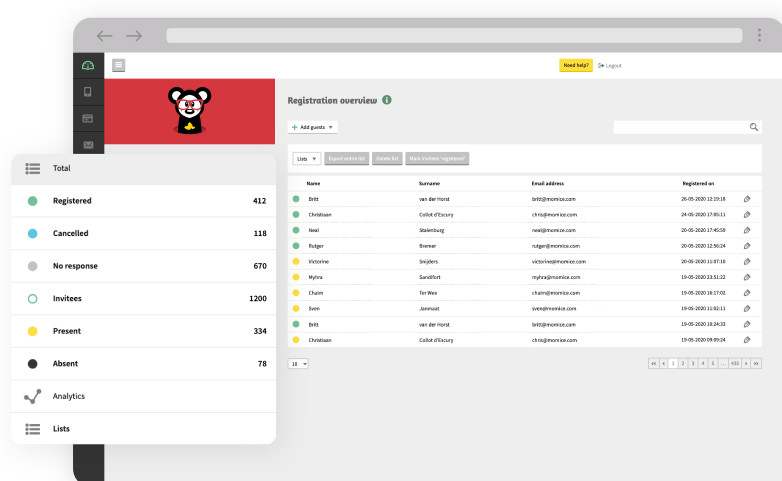 Need help?
Logout
Registration overview
Add guests
Lists
Export entire list
Delete list
Mark invitees 'registered'
Name Surname Email address Registered on
Britt van der Horst britt@momice.com 26-05-2020 12:19:18
Christiaan Collot d'Escury chris@momice.com 24-05-2020 17:05:11
Neal Stalenburg neal@momice.com 20-05-2020 17:45:59
Rutger Bremer rutger@momice.com 20-05-2020 12:56:24
Victorine Snijders victorine@momice.com 20-05-2020 11:07:10
Myhra Sandifort myhra@momice.com 19-05-2020 23:51:22
Chaim Ter Wee chaim@momice.com 19-05-2020 16:17:02
Sven Janmaat sven@momice.com 19-05-2020 11:02:11
Britt van der Horst britt@momice.com 19-05-2020 10:24:33
Christiaan Collot d'Escury chris@momice.com 19-05-2020 09:09:24
10
« ‹ 1 2 3 4 5 ... 435 › »
Total
Registered 412
Cancelled 118
No response 670
Invitees 1200
Present 334
Absent 78
Analytics
Lists